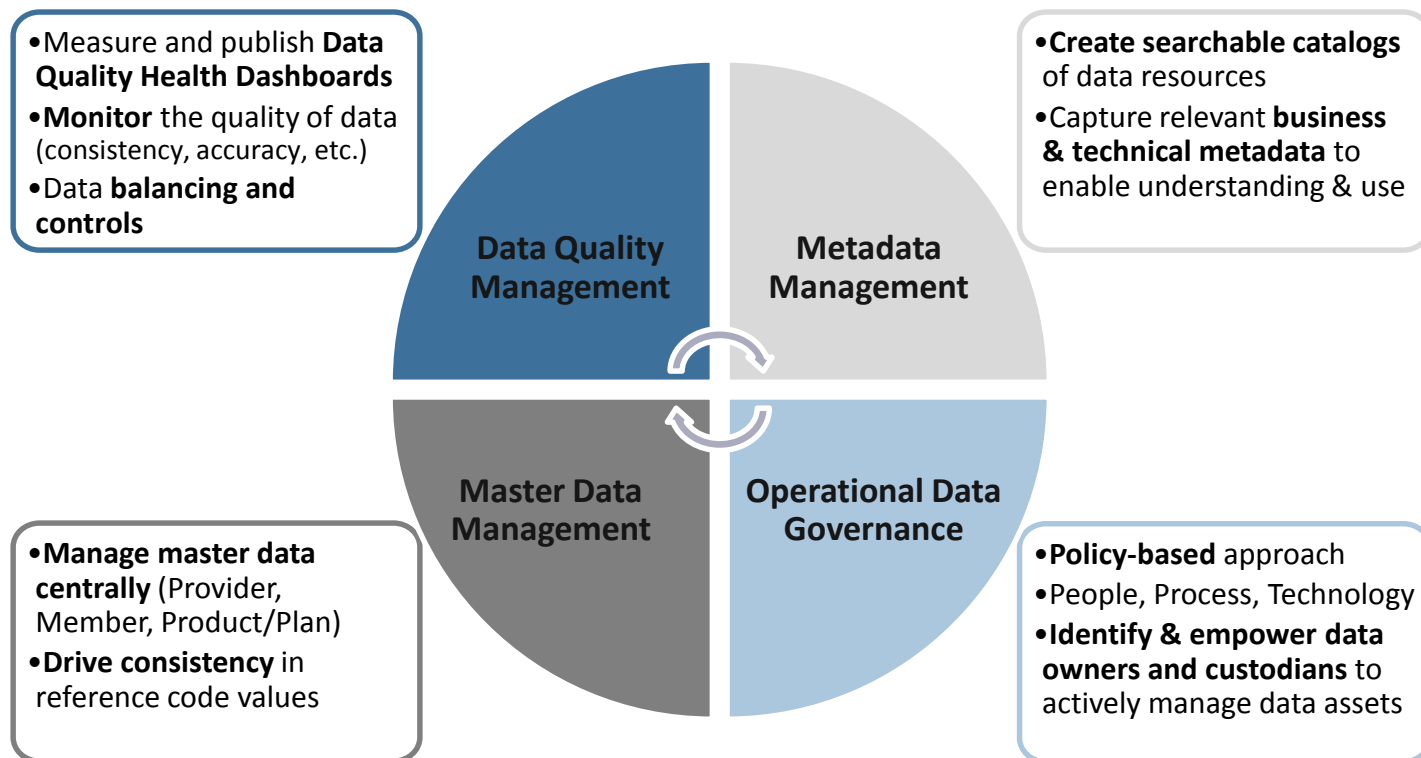 •Measure and publish Data
Quality Health Dashboards
•Monitor the quality of data
(consistency, accuracy, etc.)
•Data balancing and
controls
•Create searchable catalogs
of data resources
•Capture relevant business
& technical metadata to
enable understanding & use
Data Quality
Management
Metadata
Management
Master Data
Management
Operational Data
Governance
•Manage master data
centrally (Provider,
Member, Product/Plan)
•Drive consistency in
reference code values
•Policy-based approach
•People, Process, Technology
•Identify & empower data
owners and custodians to
actively manage data assets